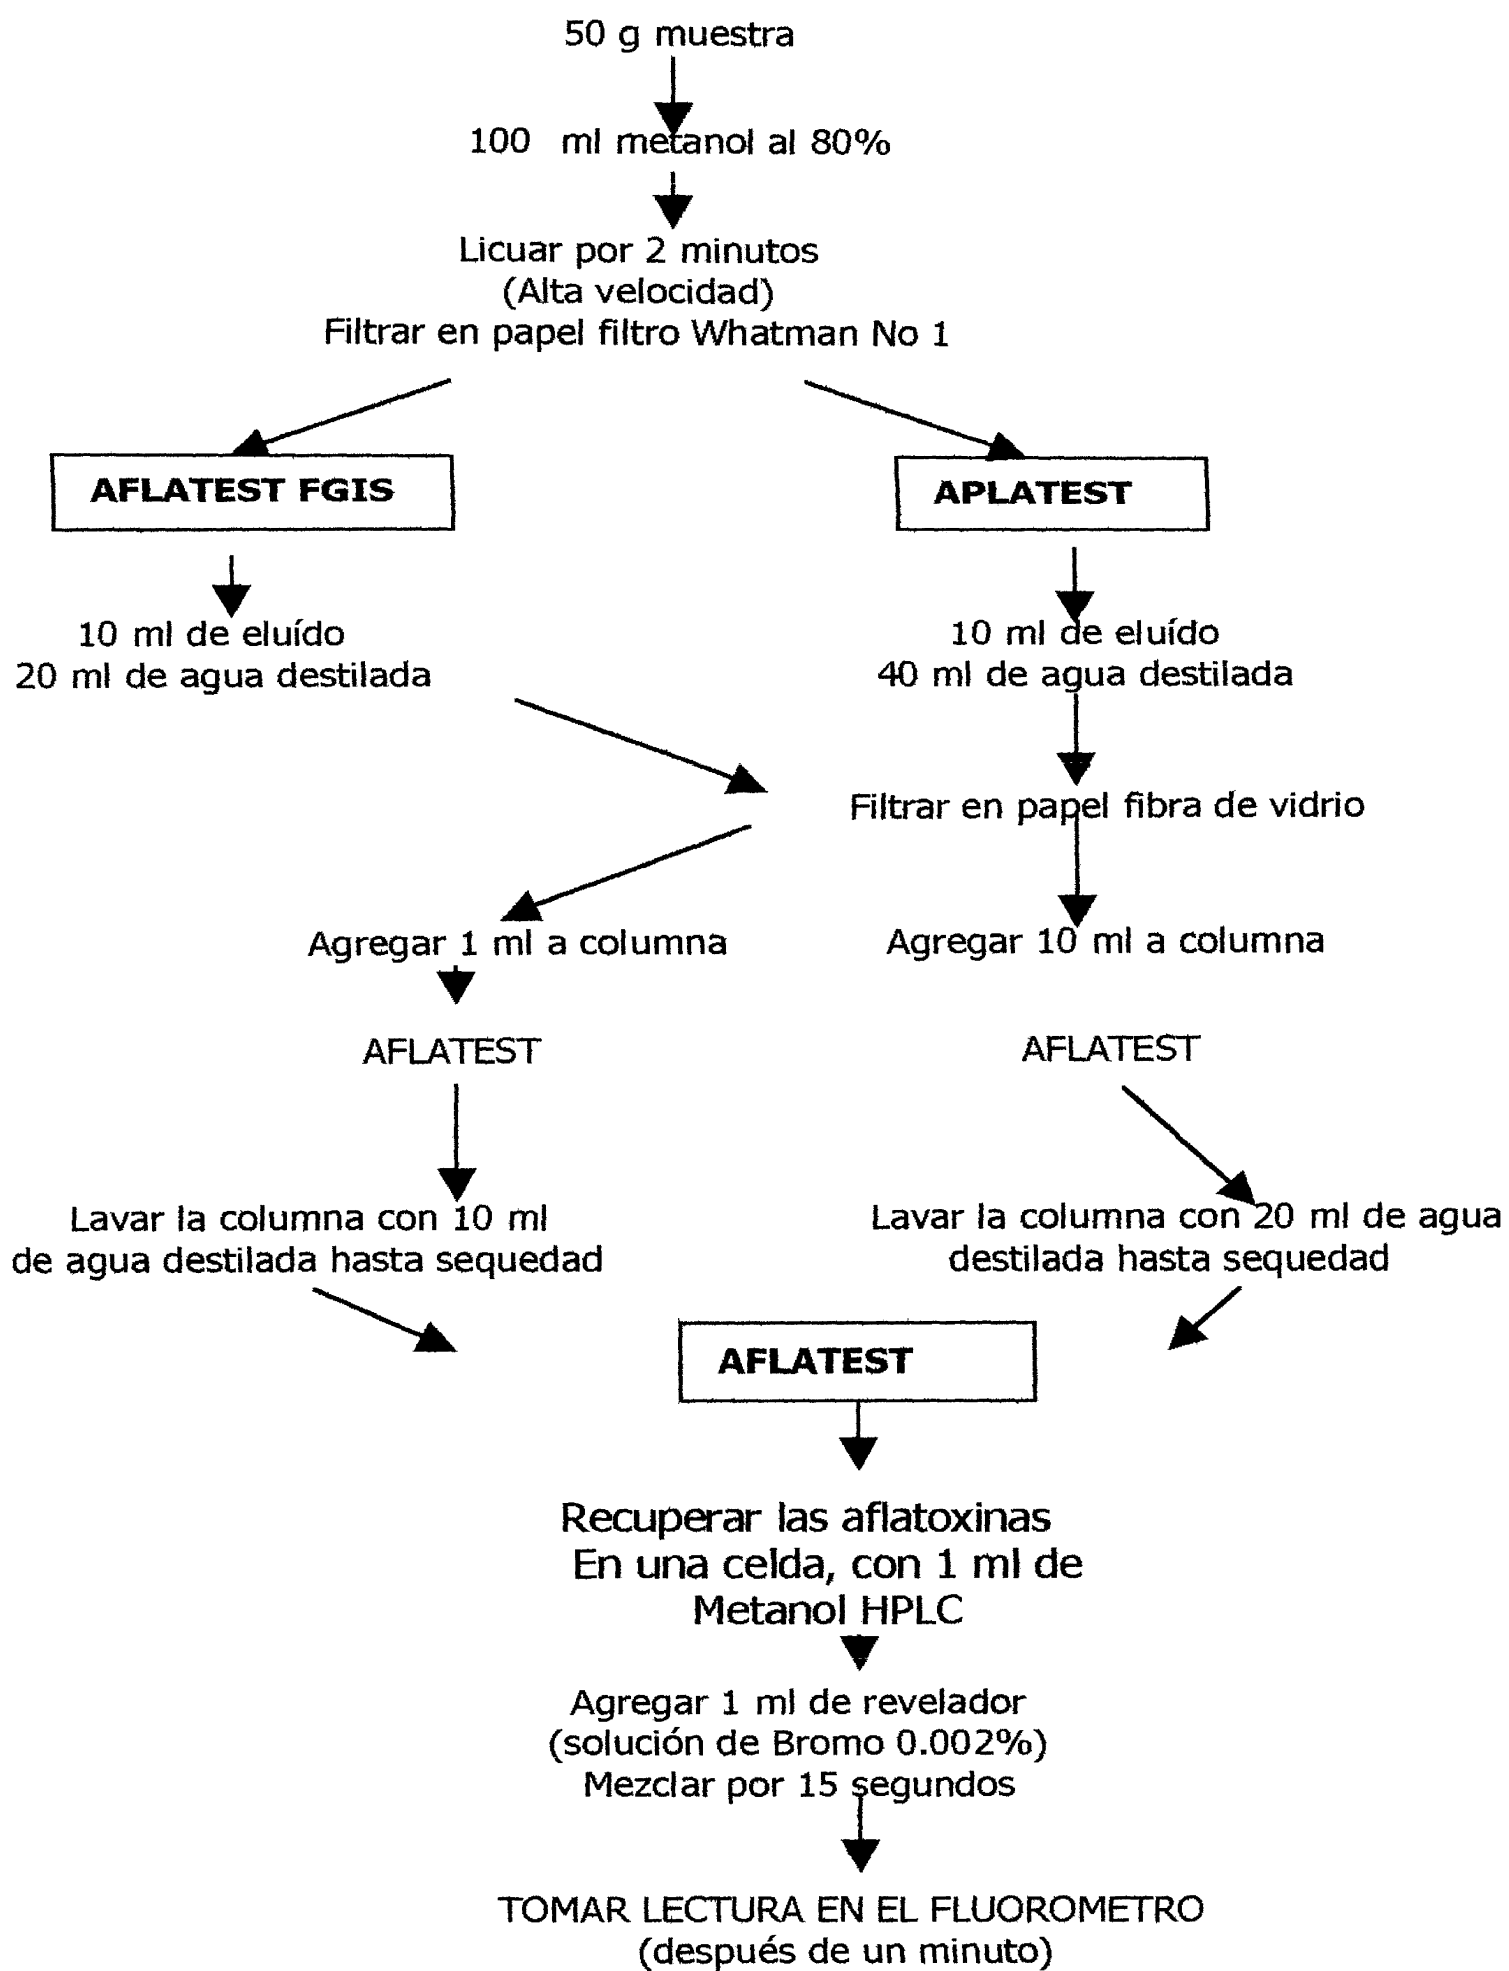 50 g muestra
100 ml metanol al 80%
Licuar por 2 minutos
(Alta velocidad)
Filtrar en papel filtro Whatman No 1
AFLATEST FGIS
APLATEST
10 ml de eluído
20 ml de agua destilada
10 ml de eluído
40 ml de agua destilada
Filtrar en papel fibra de vidrio
Agregar 1 ml a columna
Agregar 10 ml a columna
AFLATEST
AFLATEST
Lavar la columna con 10 ml
de agua destilada hasta sequedad
Lavar la columna con 20 ml de agua
destilada hasta sequedad
AFLATEST
Recuperar las aflatoxinas
En una celda, con 1 ml de
Metanol HPLC
Agregar 1 ml de revelador
(solución de Bromo 0.002%)
Mezclar por 15 segundos
TOMAR LECTURA EN EL FLUOROMETRO
(después de un minuto)